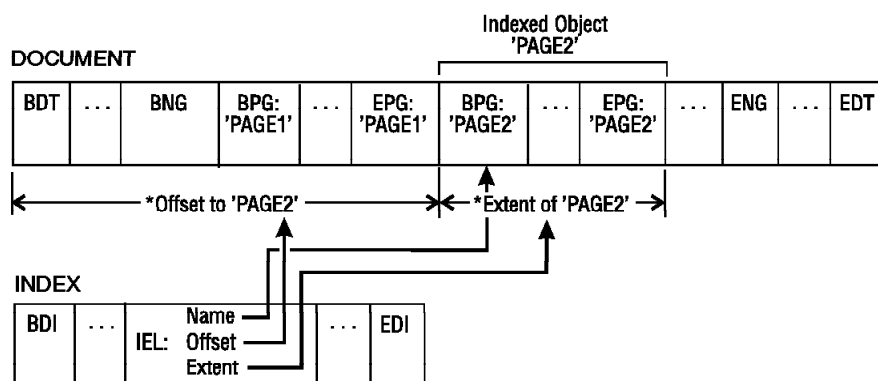 Indexed Object
'PAGE2'
DOCUMENT
BDT ... BNG BPG: ... EPG: BPG: ... EPG: ... ENG ... EDT
'PAGE1' 'PAGE1' 'PAGE2' 'PAGE2'
*Offset to 'PAGE2' *Extent of 'PAGE2'
INDEX
BDI ... Name ... EDI
IEL: Offset
Extent